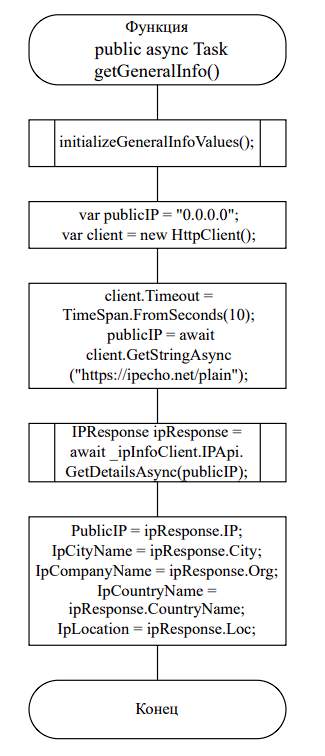 Функция
public async Task
getGeneralInfo()
initializeGeneralInfoValues();
var publicIP = "0.0.0.0";
var client = new HttpClient();
client.Timeout =
TimeSpan.FromSeconds(10);
publicIP = await
client.GetStringAsync
("https://ipecho.net/plain");
IPResponse ipResponse =
await _ipInfoClient.IPApi.
GetDetailsAsync(publicIP);
PublicIP = ipResponse.IP;
IpCityName = ipResponse.City;
IpCompanyName = ipResponse.Org;
IpCountryName =
ipResponse.CountryName;
IpLocation = ipResponse.Loc;
Конец